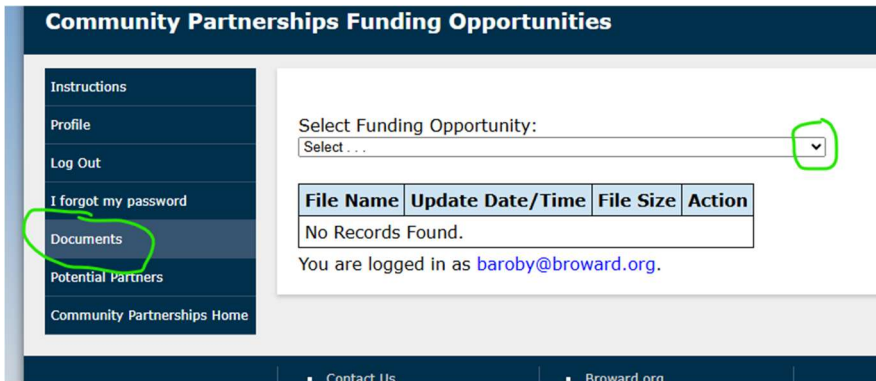 Community Partnerships Funding Opportunities
Instructions
Profile
Log Out
I forgot my password
Documents
Potential Partners
Community Partnerships Home
Select Funding Opportunity:
Select . . .
File Name Update Date/Time File Size Action
No Records Found.
You are logged in as baroby@broward.org.
Contact Us
Broward.org